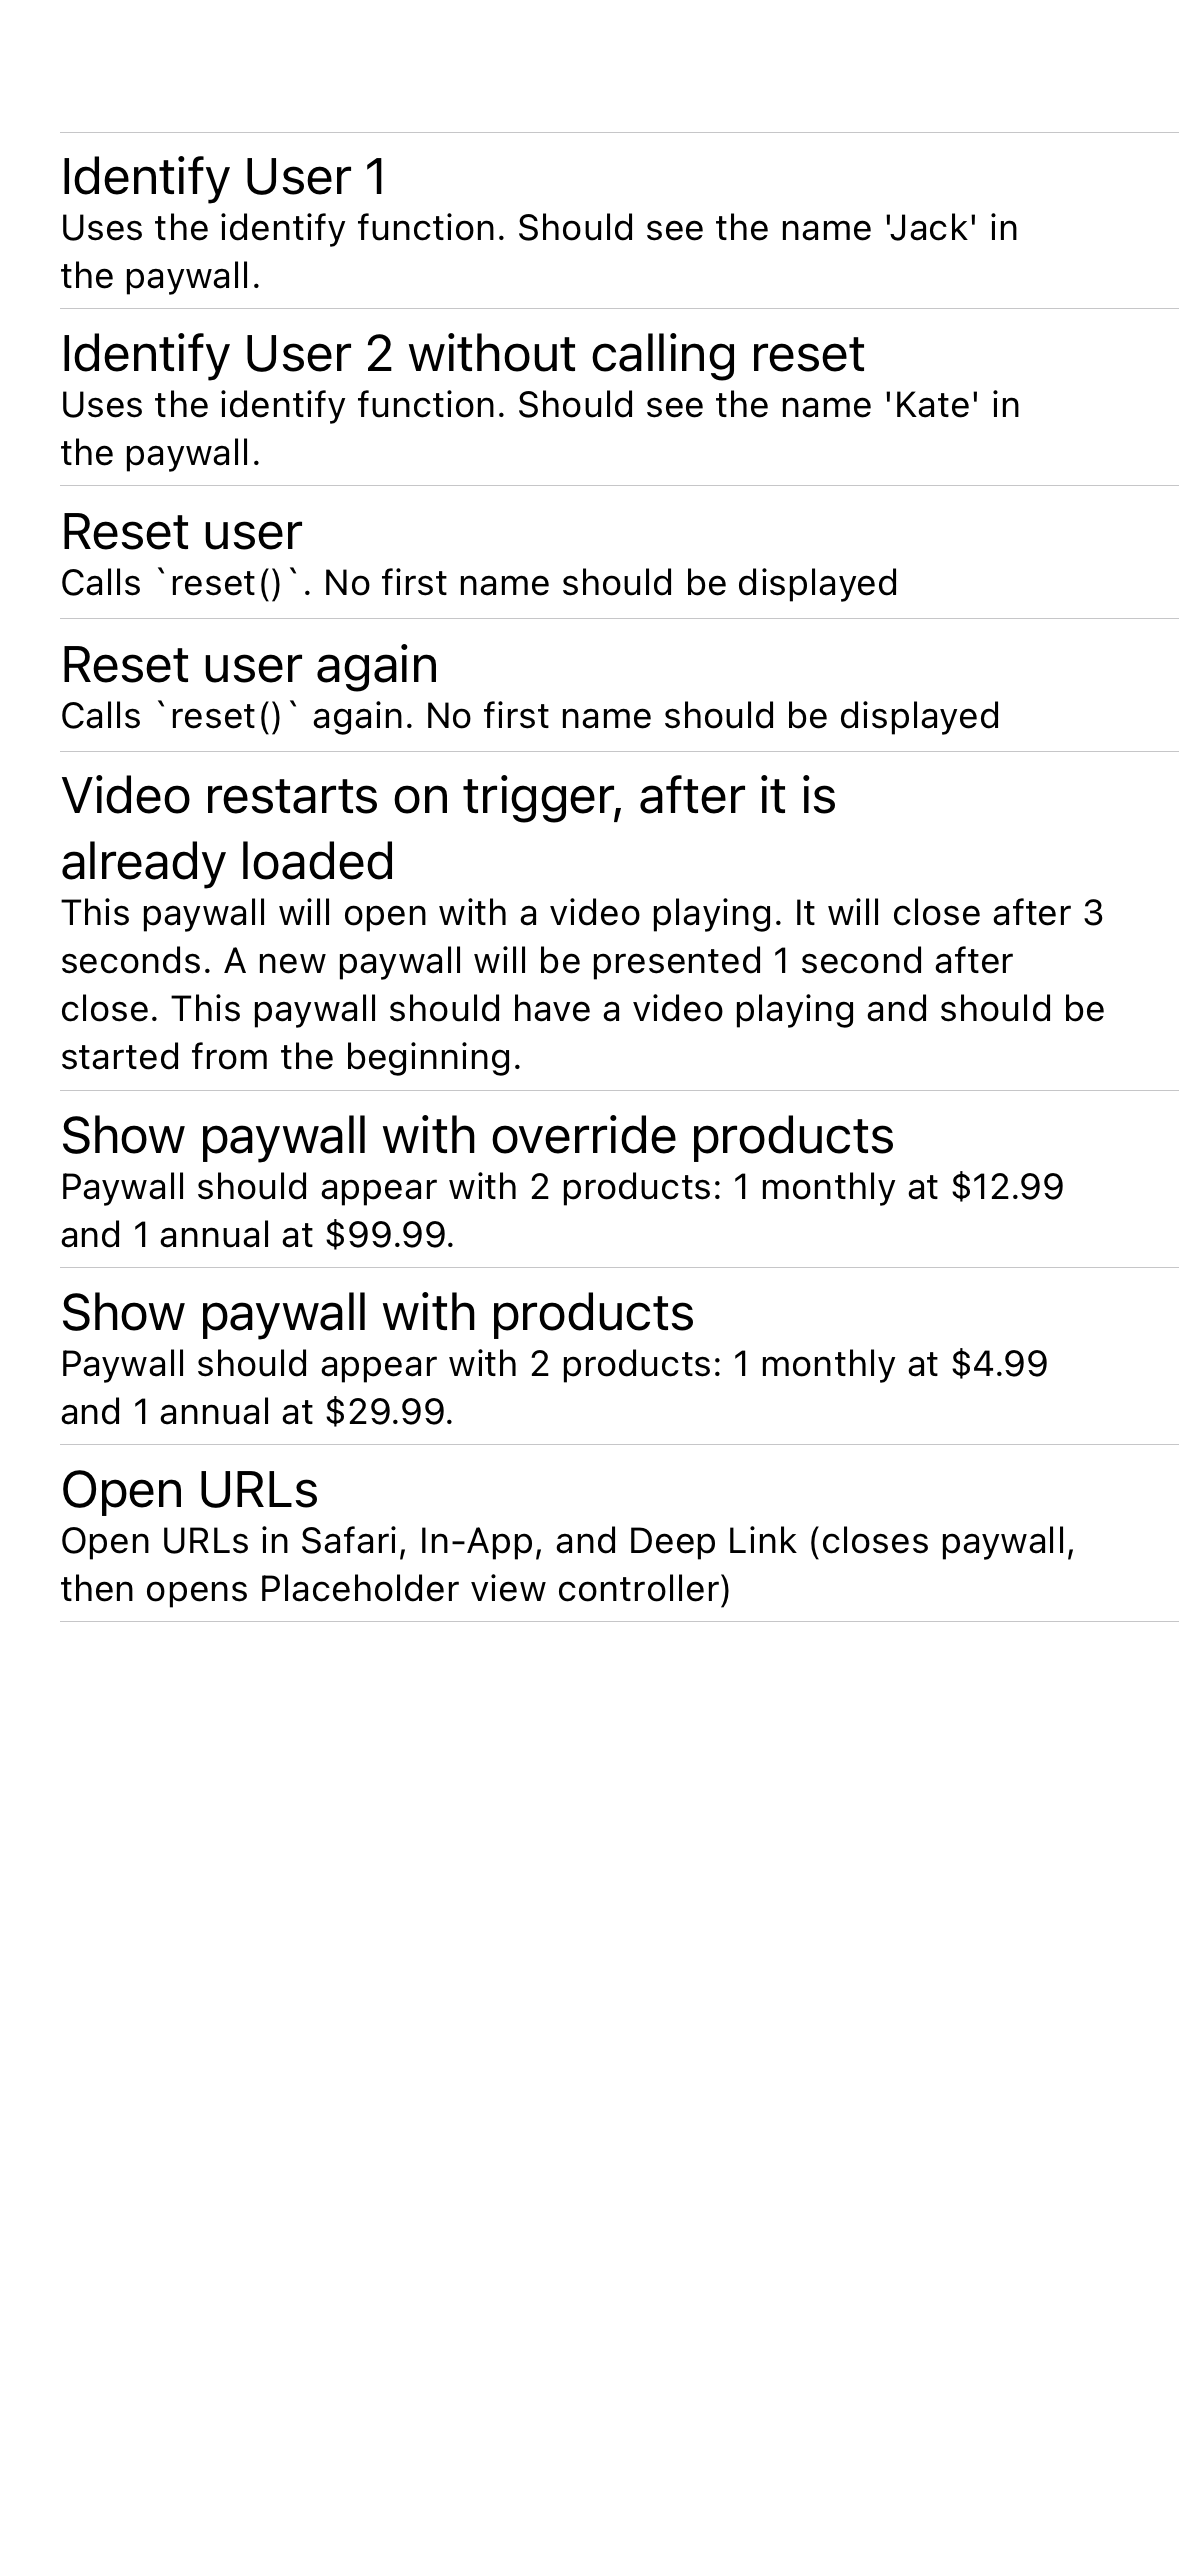 Identify User 1
Uses the identify function. Should see the name 'Jack' in
the paywall.
Identify User 2 without calling reset
Uses the identify function. Should see the name 'Kate' in
the paywall.
Reset user
Calls `reset()`. No first name should be displayed
Reset user again
Calls `reset()` again. No first name should be displayed
Video restarts on trigger, after it is
already loaded
This paywall will open with a video playing. It will close after 3
seconds. A new paywall will be presented 1 second after
close. This paywall should have a video playing and should be
started from the beginning.
Show paywall with override products
Paywall should appear with 2 products: 1 monthly at $12.99
and 1 annual at $99.99.
Show paywall with products
Paywall should appear with 2 products: 1 monthly at $4.99
and 1 annual at $29.99.
Open URLs
Open URLs in Safari, In-App, and Deep Link (closes paywall,
then opens Placeholder view controller)